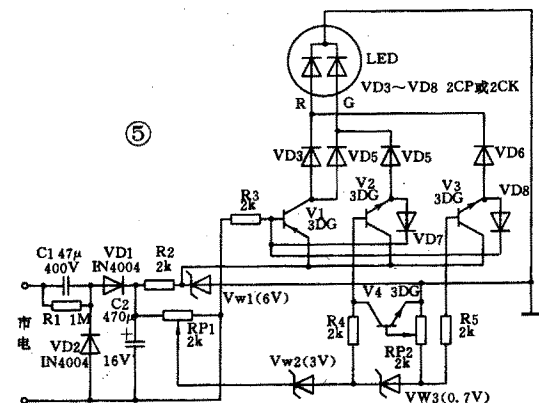 LED
VD3～VD8 2CP或2CK
R
G
⑤
VD3
VD5
VD5
VD6
R3
2k
V1
3DG
V2
3DG
V3
3DG
VD8
VD7
C1 47μ
400V
VD1
IN4004
R2
2k
Vw1(6V)
V4 3DG
市
电
R1 1M
VD2
IN4004
C2
470μ
16V
RP1
2k
R4
2k
RP2
2k
R5
2k
Vw2(3V)
VW3(0.7V)